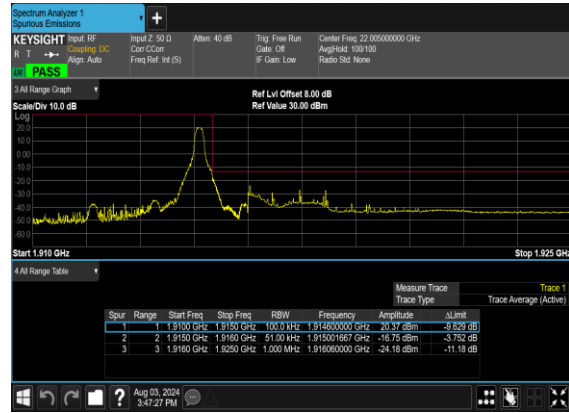 Spectrum Analyzer 1
Spurious Emissions
+
KEYSIGHT Input: RF Input Z: 50 Ω Atten: 40 dB Trig: Free Run Center Freq: 22.005000000 GHz
R T Coupling: DC Corr CCorr Gate: Off Avg|Hold: 100/100
Align: Auto Freq Ref: Int (S) IF Gain: Low Radio Std: None
LW PASS
3 All Range Graph
Ref Lvl Offset 8.00 dB
Scale/Div 10.0 dB Ref Value 30.00 dBm
Log
20.0
10.0
0.00
-10.0
-20.0
-30.0
-40.0
-50.0
-60.0
Start 1.910 GHz Stop 1.925 GHz
4 All Range Table
Measure Trace Trace 1
Trace Type Trace Average (Active)
Spur Range Start Freq Stop Freq RBW Frequency Amplitude ΔLimit
1 1 1.9100 GHz 1.9150 GHz 100.0 kHz 1.914600000 GHz 20.37 dBm -9.629 dB
2 2 1.9150 GHz 1.9160 GHz 51.00 kHz 1.915001667 GHz -16.75 dBm -3.752 dB
3 3 1.9160 GHz 1.9250 GHz 1.000 MHz 1.916060000 GHz -24.18 dBm -11.18 dB
? Aug 03, 2024
3:47:27 PM